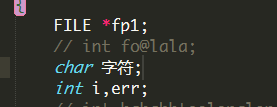 {
FILE *fp1;
// int fo@lala;
char 字符;
int i,err;